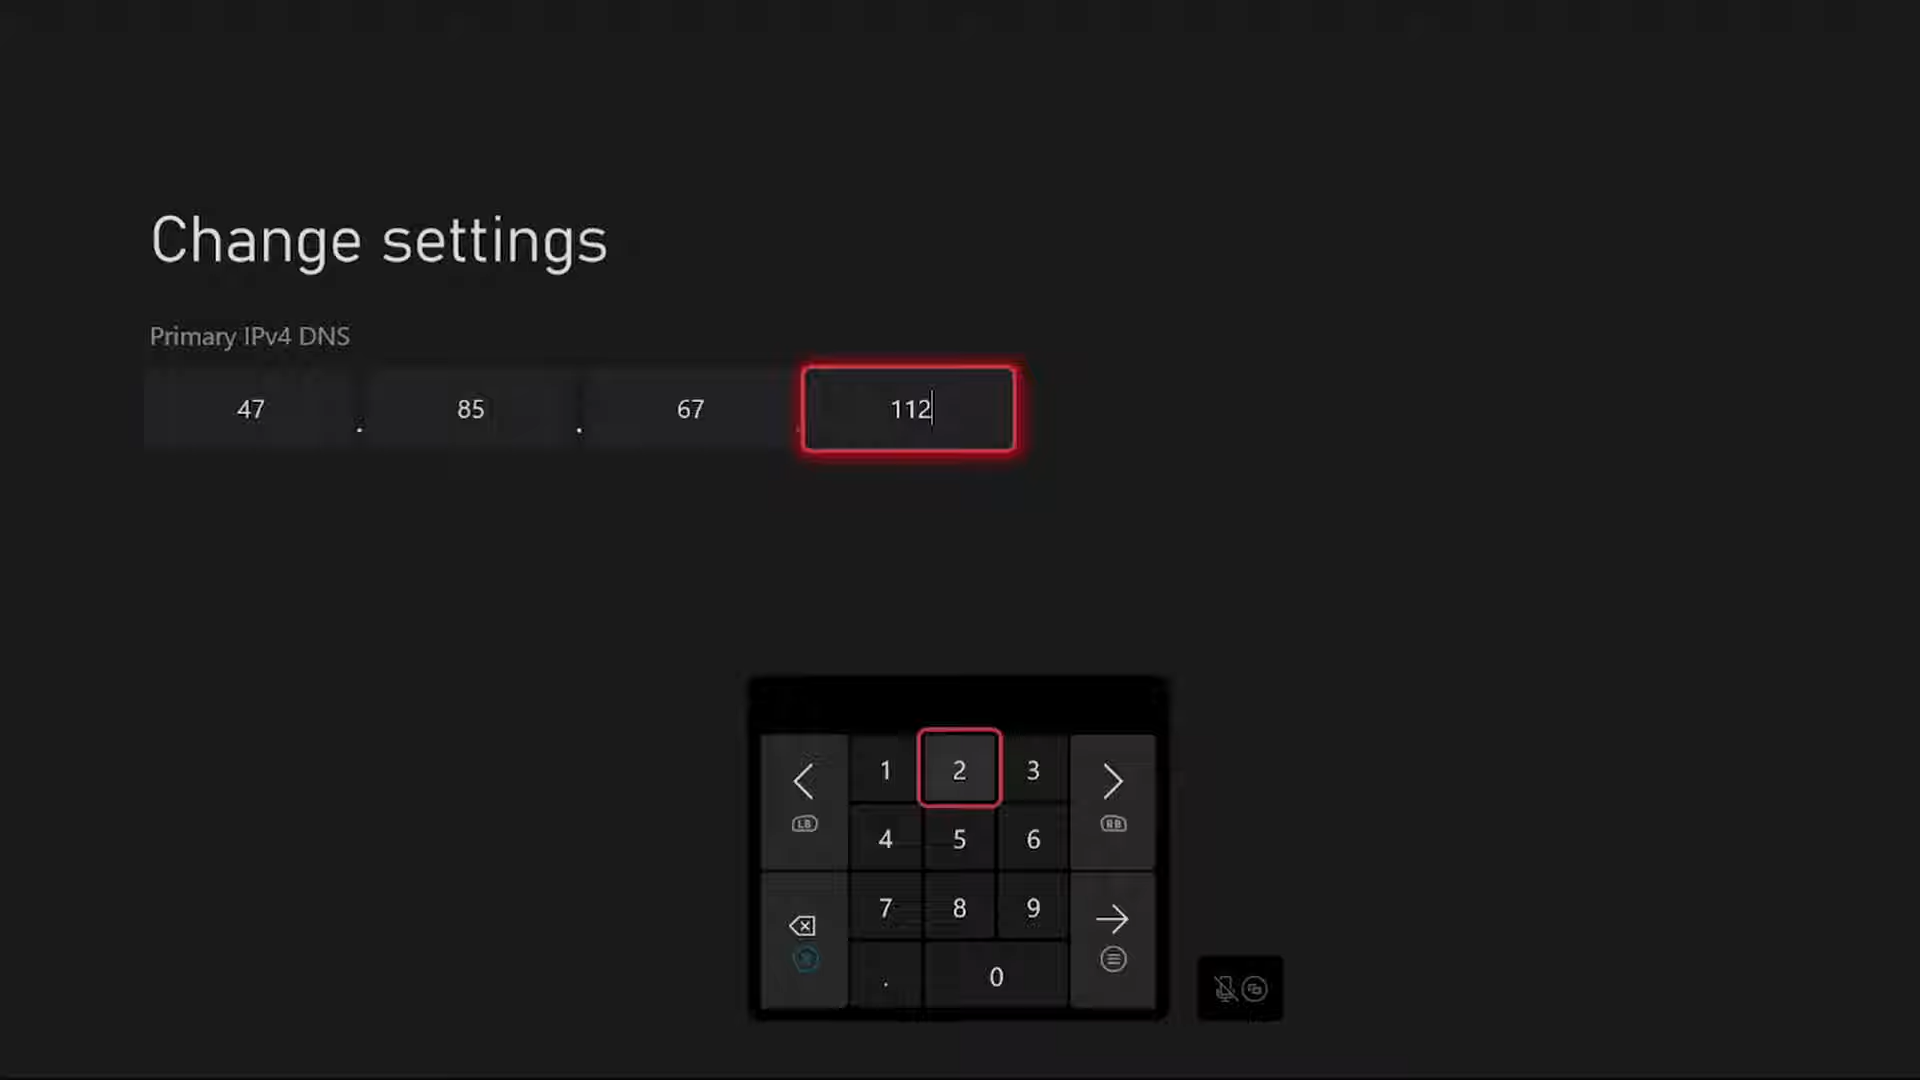 Change settings
Primary IPv4 DNS
47 . 85 . 67 . 112
1 2 3
LB RB
4 5 6
7 8 9
. 0